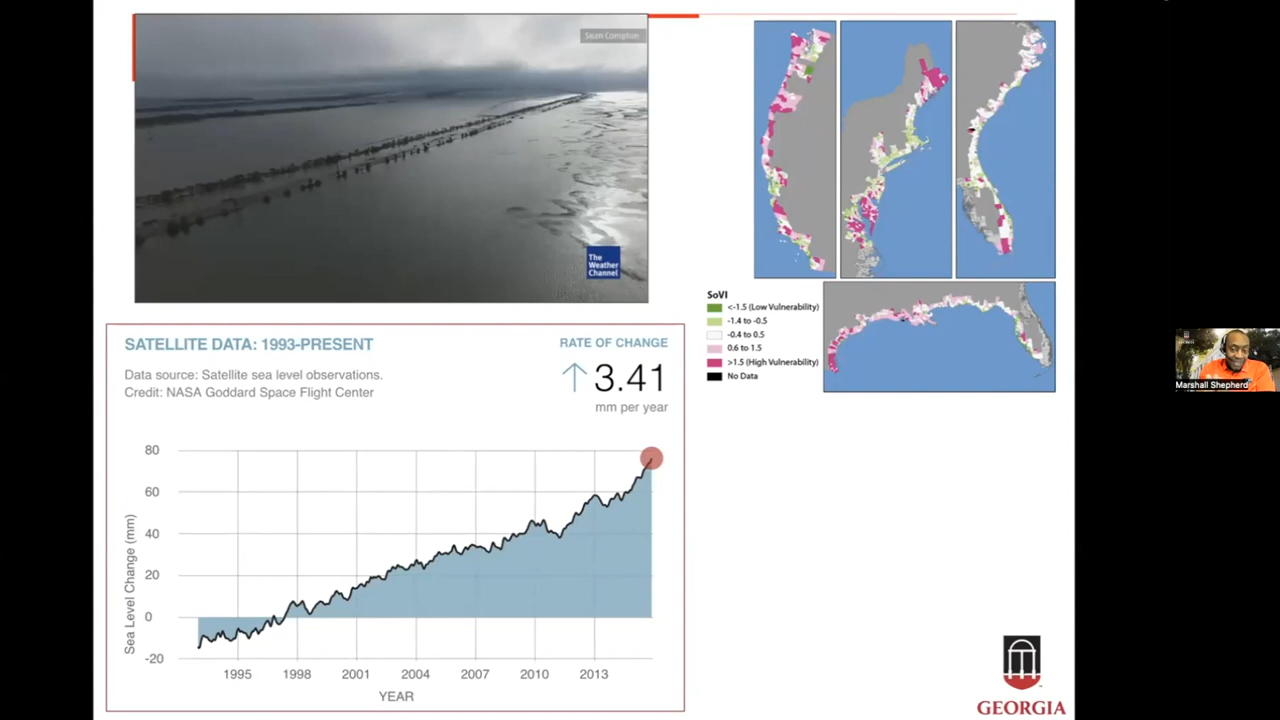 Sean Compton
The
Weather
Channel
SoVI
<-1.5 (Low Vulnerability)
-1.4 to -0.5
-0.4 to 0.5
0.6 to 1.5
>1.5 (High Vulnerability)
No Data
SATELLITE DATA: 1993-PRESENT
Data source: Satellite sea level observations.
Credit: NASA Goddard Space Flight Center
RATE OF CHANGE
↑ 3.41
mm per year
Sea Level Change (mm)
80
60
40
20
0
-20
1995 1998 2001 2004 2007 2010 2013
YEAR
Marshall Shepherd
GEORGIA